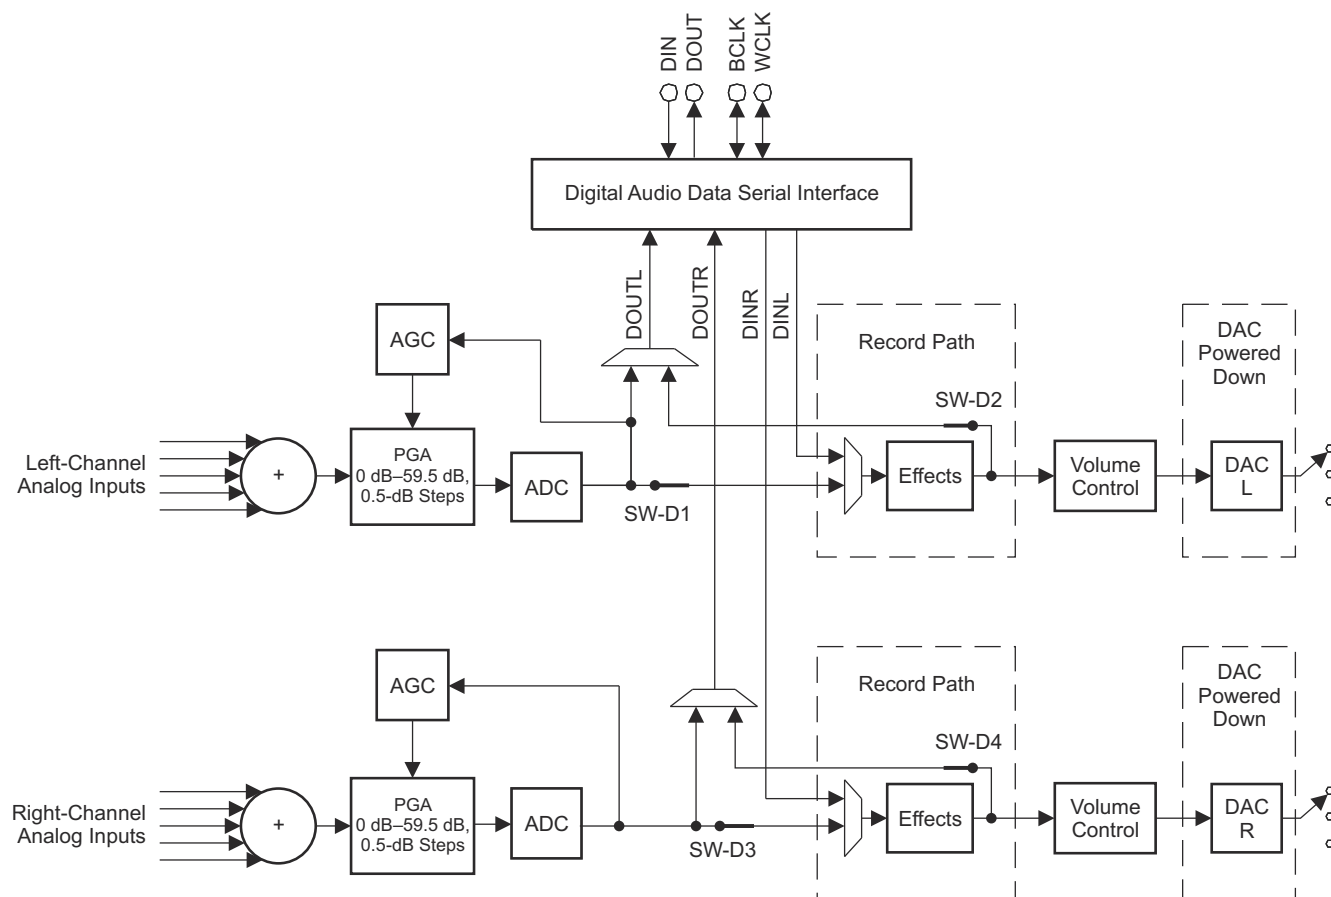 DIN
DOUT
BCLK
WCLK
Digital Audio Data Serial Interface
DOUTL
DOUTR
DINR
DINL
AGC
Record Path
DAC
Powered
Down
SW-D2
Left-Channel
Analog Inputs
+
PGA
0 dB–59.5 dB,
0.5-dB Steps
ADC
SW-D1
Effects
Volume
Control
DAC
L
AGC
Record Path
DAC
Powered
Down
SW-D4
Right-Channel
Analog Inputs
+
PGA
0 dB–59.5 dB,
0.5-dB Steps
ADC
SW-D3
Effects
Volume
Control
DAC
R